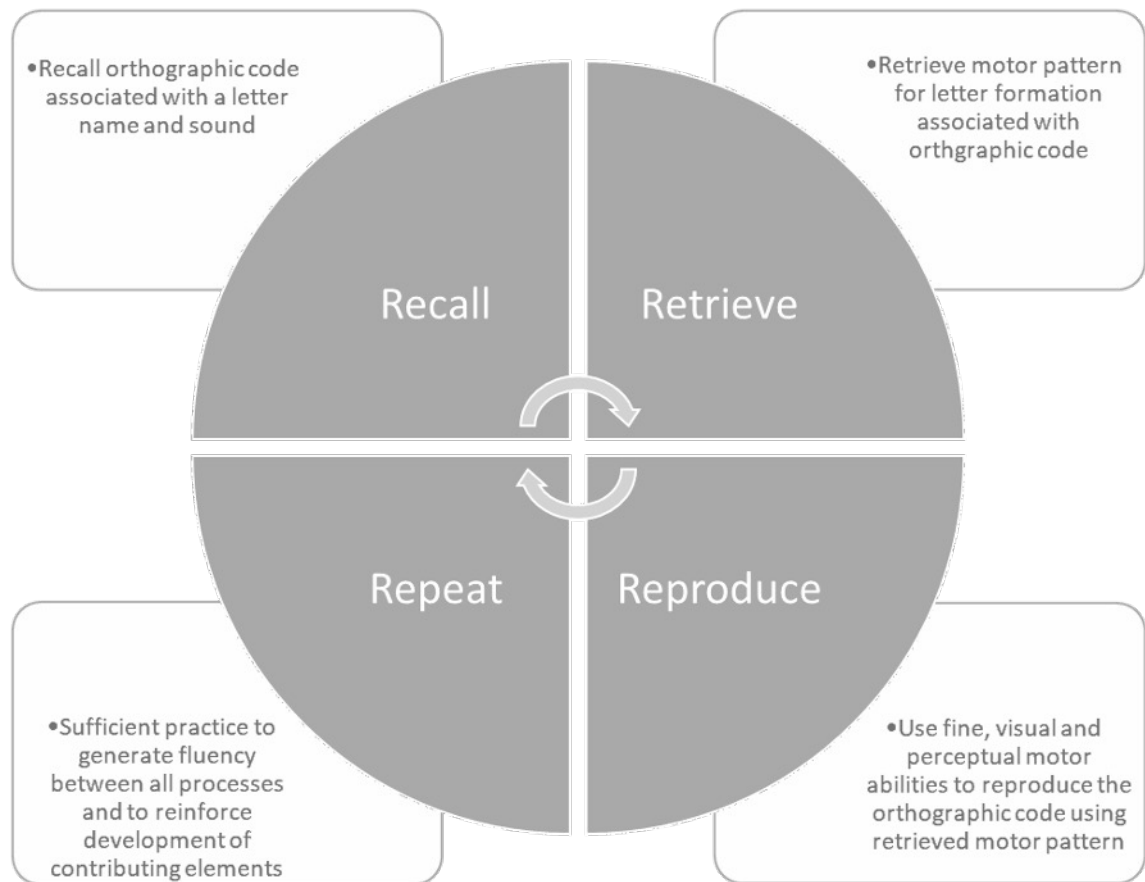 •Recall orthographic code
associated with a letter
name and sound
•Retrieve motor pattern
for letter formation
associated with
orthgraphic code
Recall
Retrieve
Repeat
Reproduce
•Sufficient practice to
generate fluency
between all processes
and to reinforce
development of
contributing elements
•Use fine, visual and
perceptual motor
abilities to reproduce the
orthographic code using
retrieved motor pattern